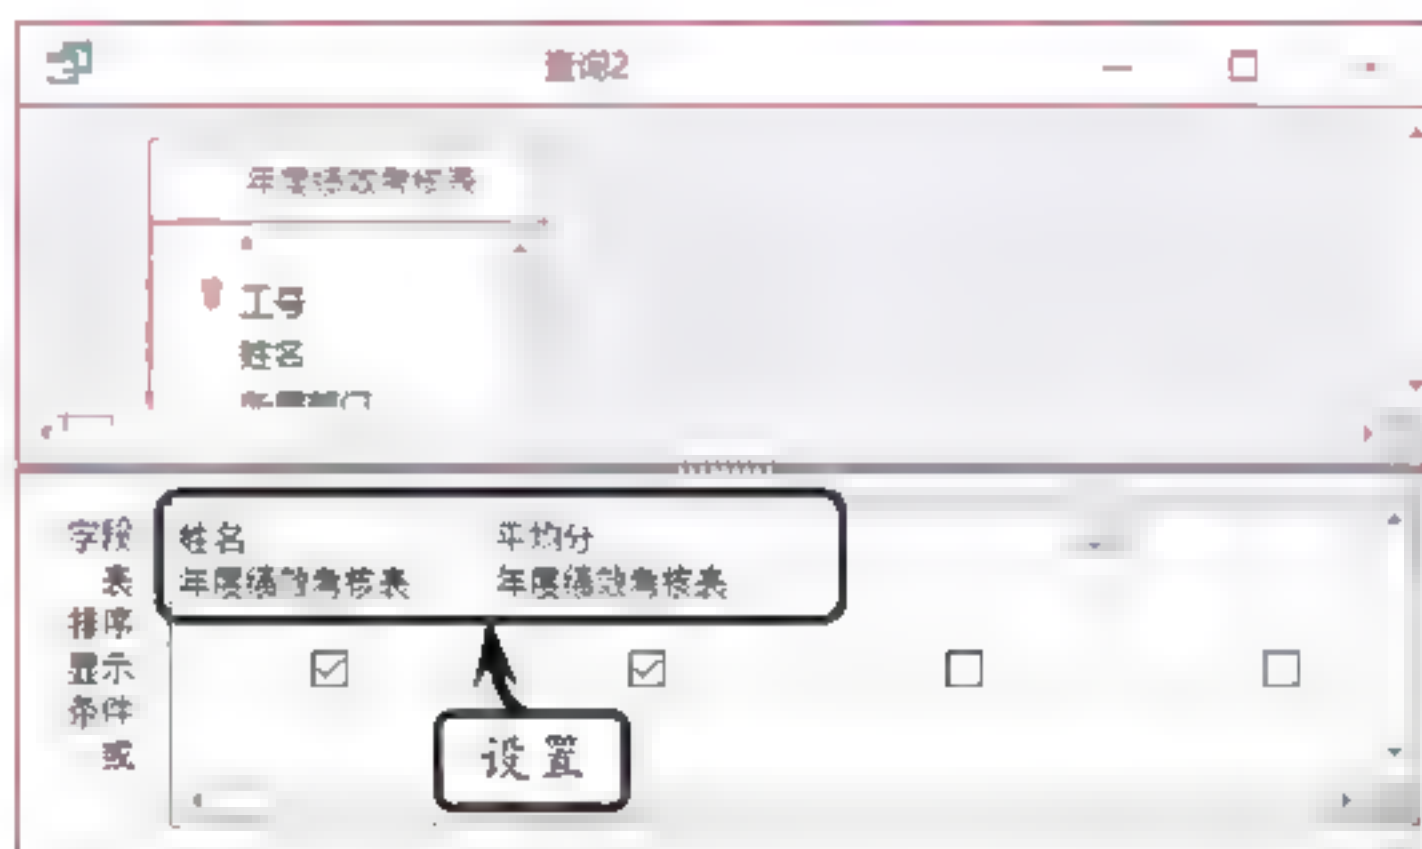 查询2
年度绩效考核表
工号
姓名
字段 姓名 平均分
表 年度绩效考核表 年度绩效考核表
排序
显示
条件
或
设置